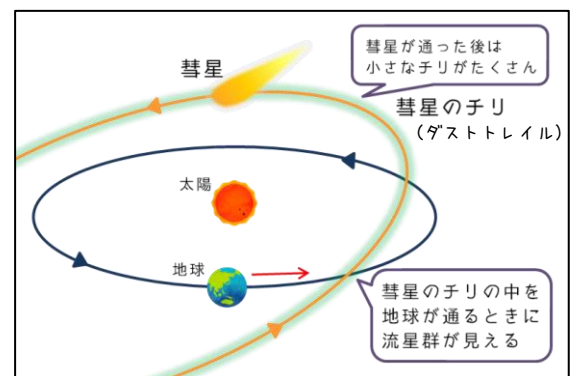 彗星が通った後は
小さなチリがたくさん
彗星
彗星のチリ
(ダストトレイル)
太陽
地球
彗星のチリの中を
地球が通るときに
流星群が見える